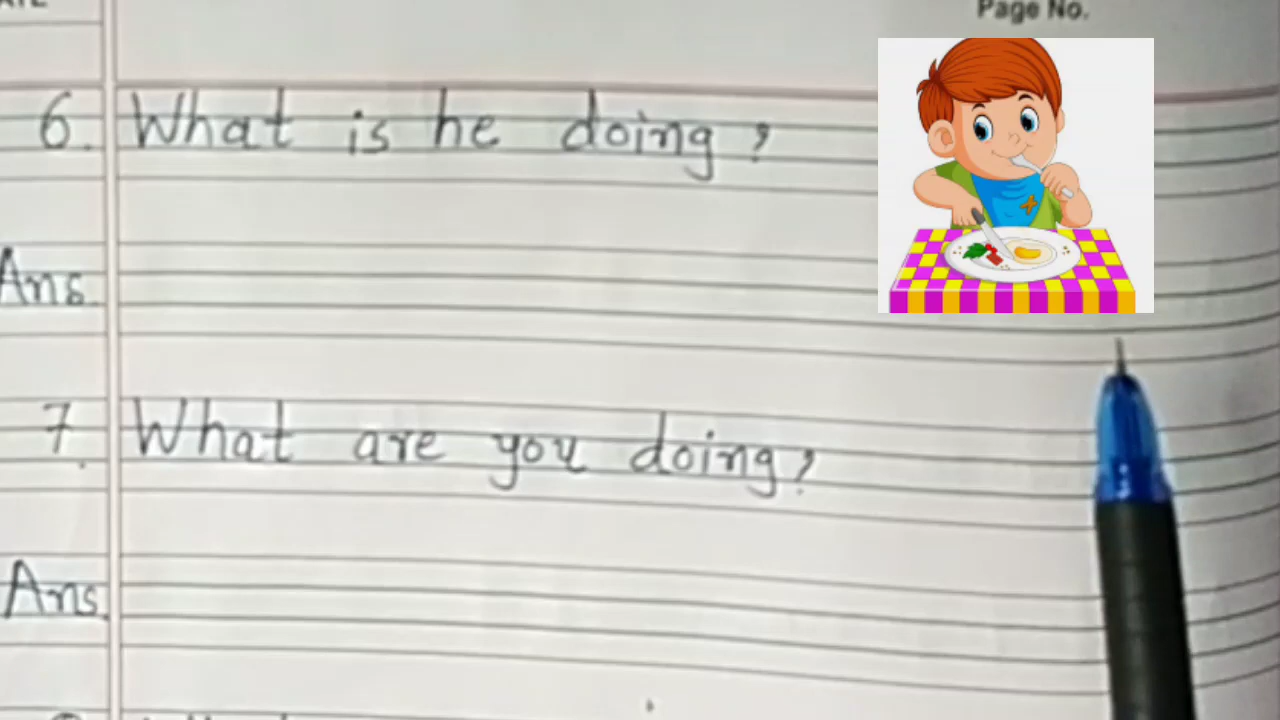 Page No.
6. What is he doing?
Ans.
7. What are you doing?
Ans.